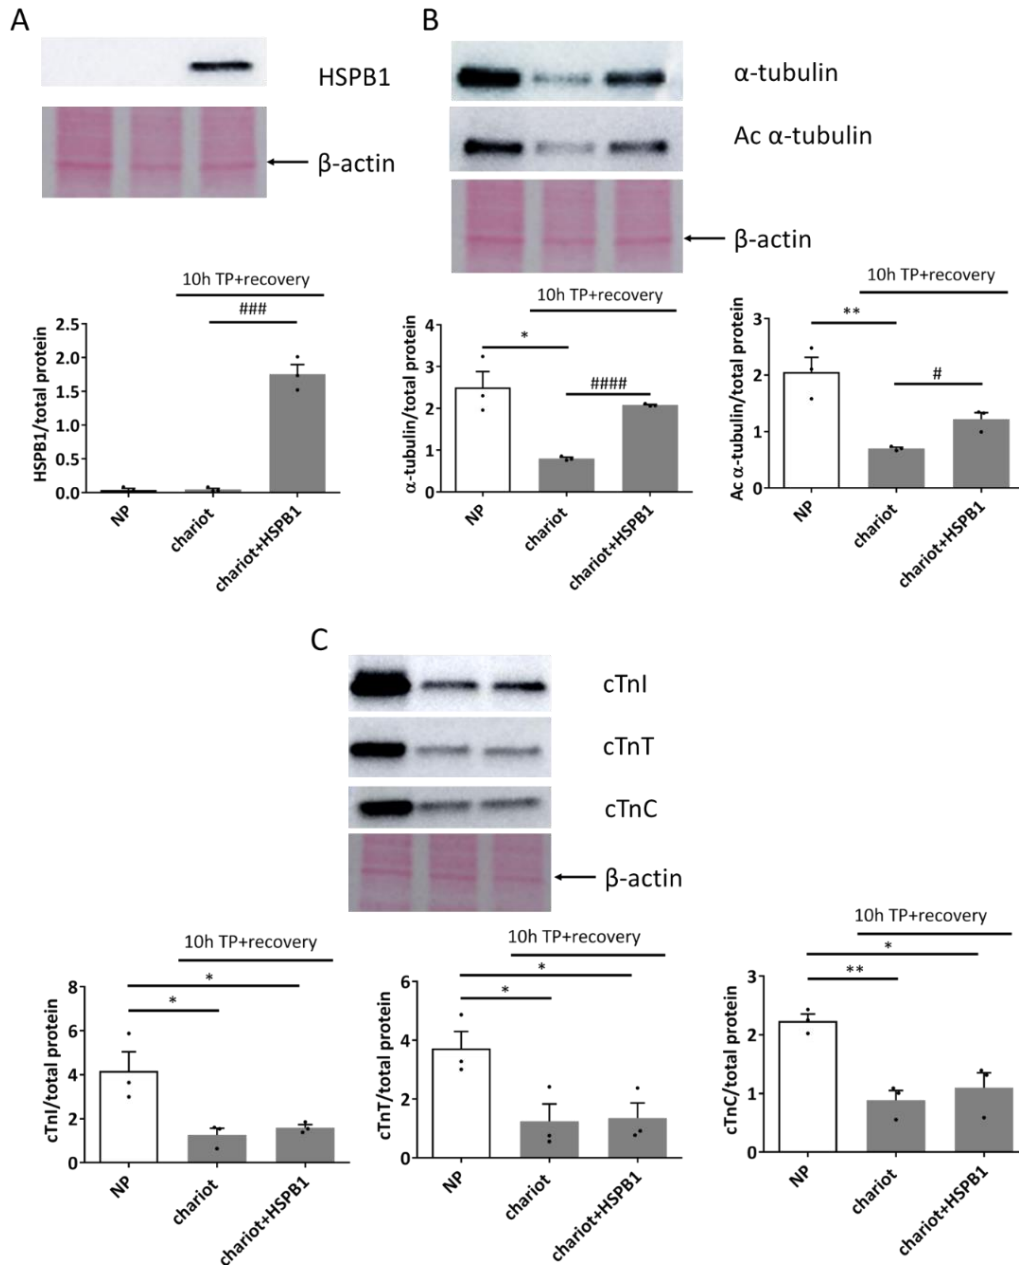 A
HSPB1
β-actin
10h TP+recovery
###
HSPB1/total protein
2.5
2.0
1.5
1.0
0.5
0.0
NP
chariot
chariot+HSPB1
B
α-tubulin
Ac α-tubulin
β-actin
10h TP+recovery
*
####
α-tubulin/total protein
4
3
2
1
0
NP
chariot
chariot+HSPB1
10h TP+recovery
**
#
Ac α-tubulin/total protein
3
2
1
0
NP
chariot
chariot+HSPB1
C
cTnI
cTnT
cTnC
β-actin
10h TP+recovery
*
*
cTnI/total protein
8
6
4
2
0
NP
chariot
chariot+HSPB1
10h TP+recovery
*
*
cTnT/total protein
6
4
2
0
NP
chariot
chariot+HSPB1
10h TP+recovery
*
**
cTnC/total protein
3
2
1
0
NP
chariot
chariot+HSPB1